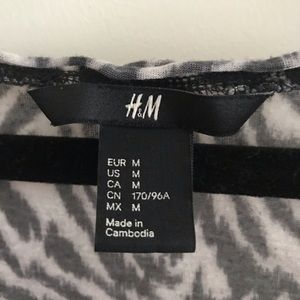 H&M
EUR M
US M
CA M
CN 170/96A
MX M
Made in
Cambodia